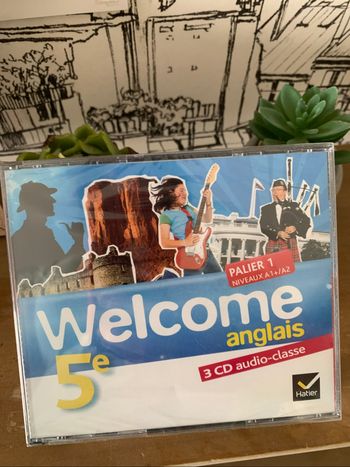 PALIER 1
NIVEAUX A1+/A2
Welcome
anglais
5e
3 CD audio-classe
Hatier